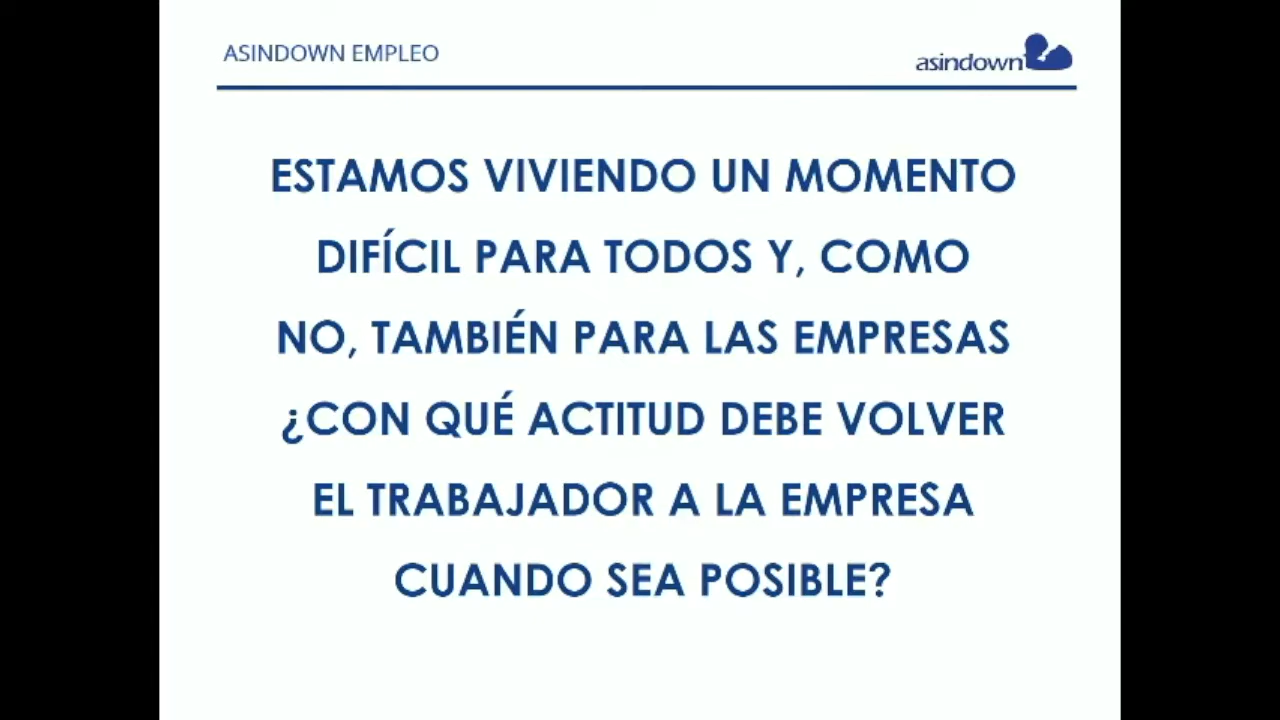 ASINDOWN EMPLEO
asindown
ESTAMOS VIVIENDO UN MOMENTO
DIFÍCIL PARA TODOS Y, COMO
NO, TAMBIÉN PARA LAS EMPRESAS
¿CON QUÉ ACTITUD DEBE VOLVER
EL TRABAJADOR A LA EMPRESA
CUANDO SEA POSIBLE?